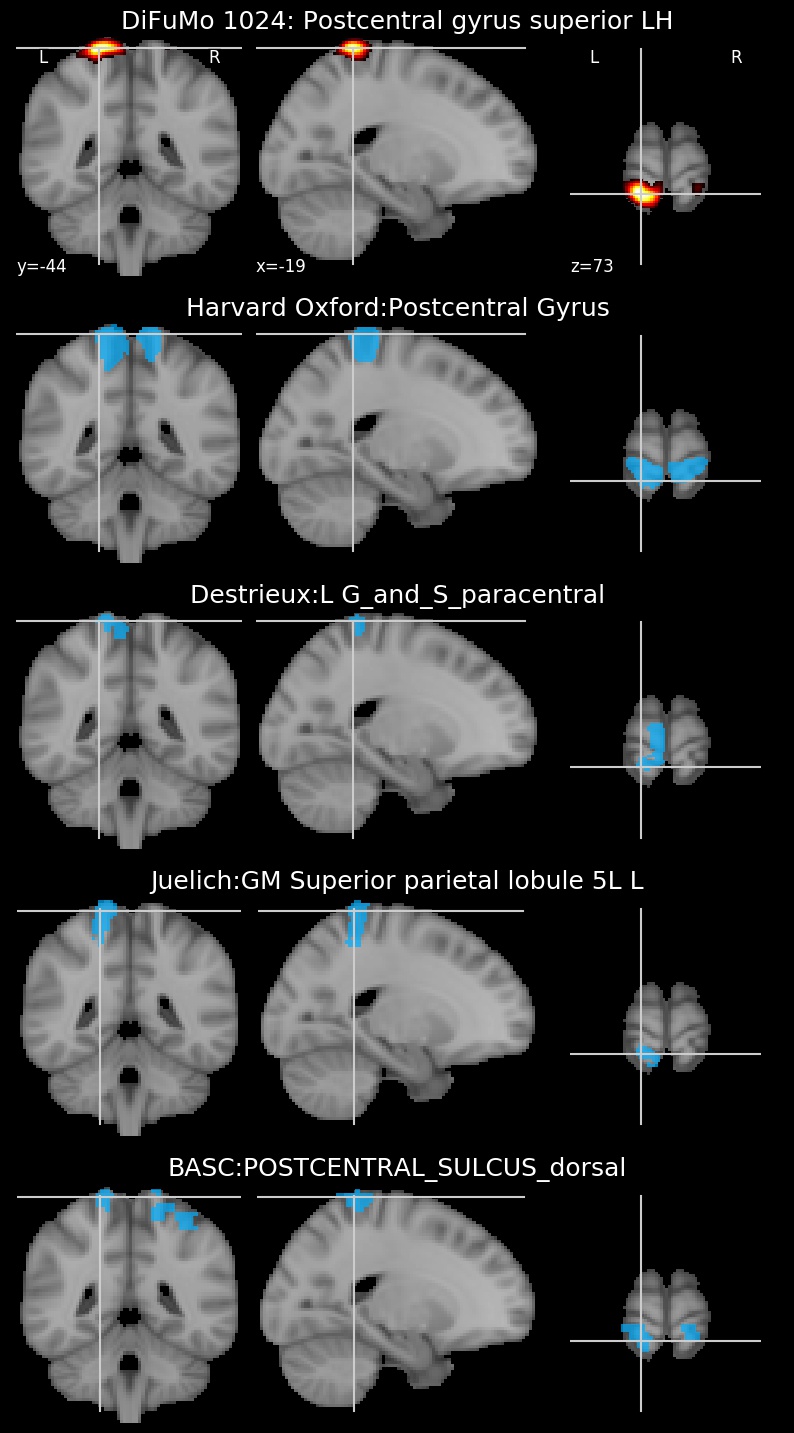 DiFuMo 1024: Postcentral gyrus superior LH
L R L R
y=-44 x=-19 z=73
Harvard Oxford:Postcentral Gyrus
Destrieux:L G_and_S_paracentral
Juelich:GM Superior parietal lobule 5L L
BASC:POSTCENTRAL_SULCUS_dorsal